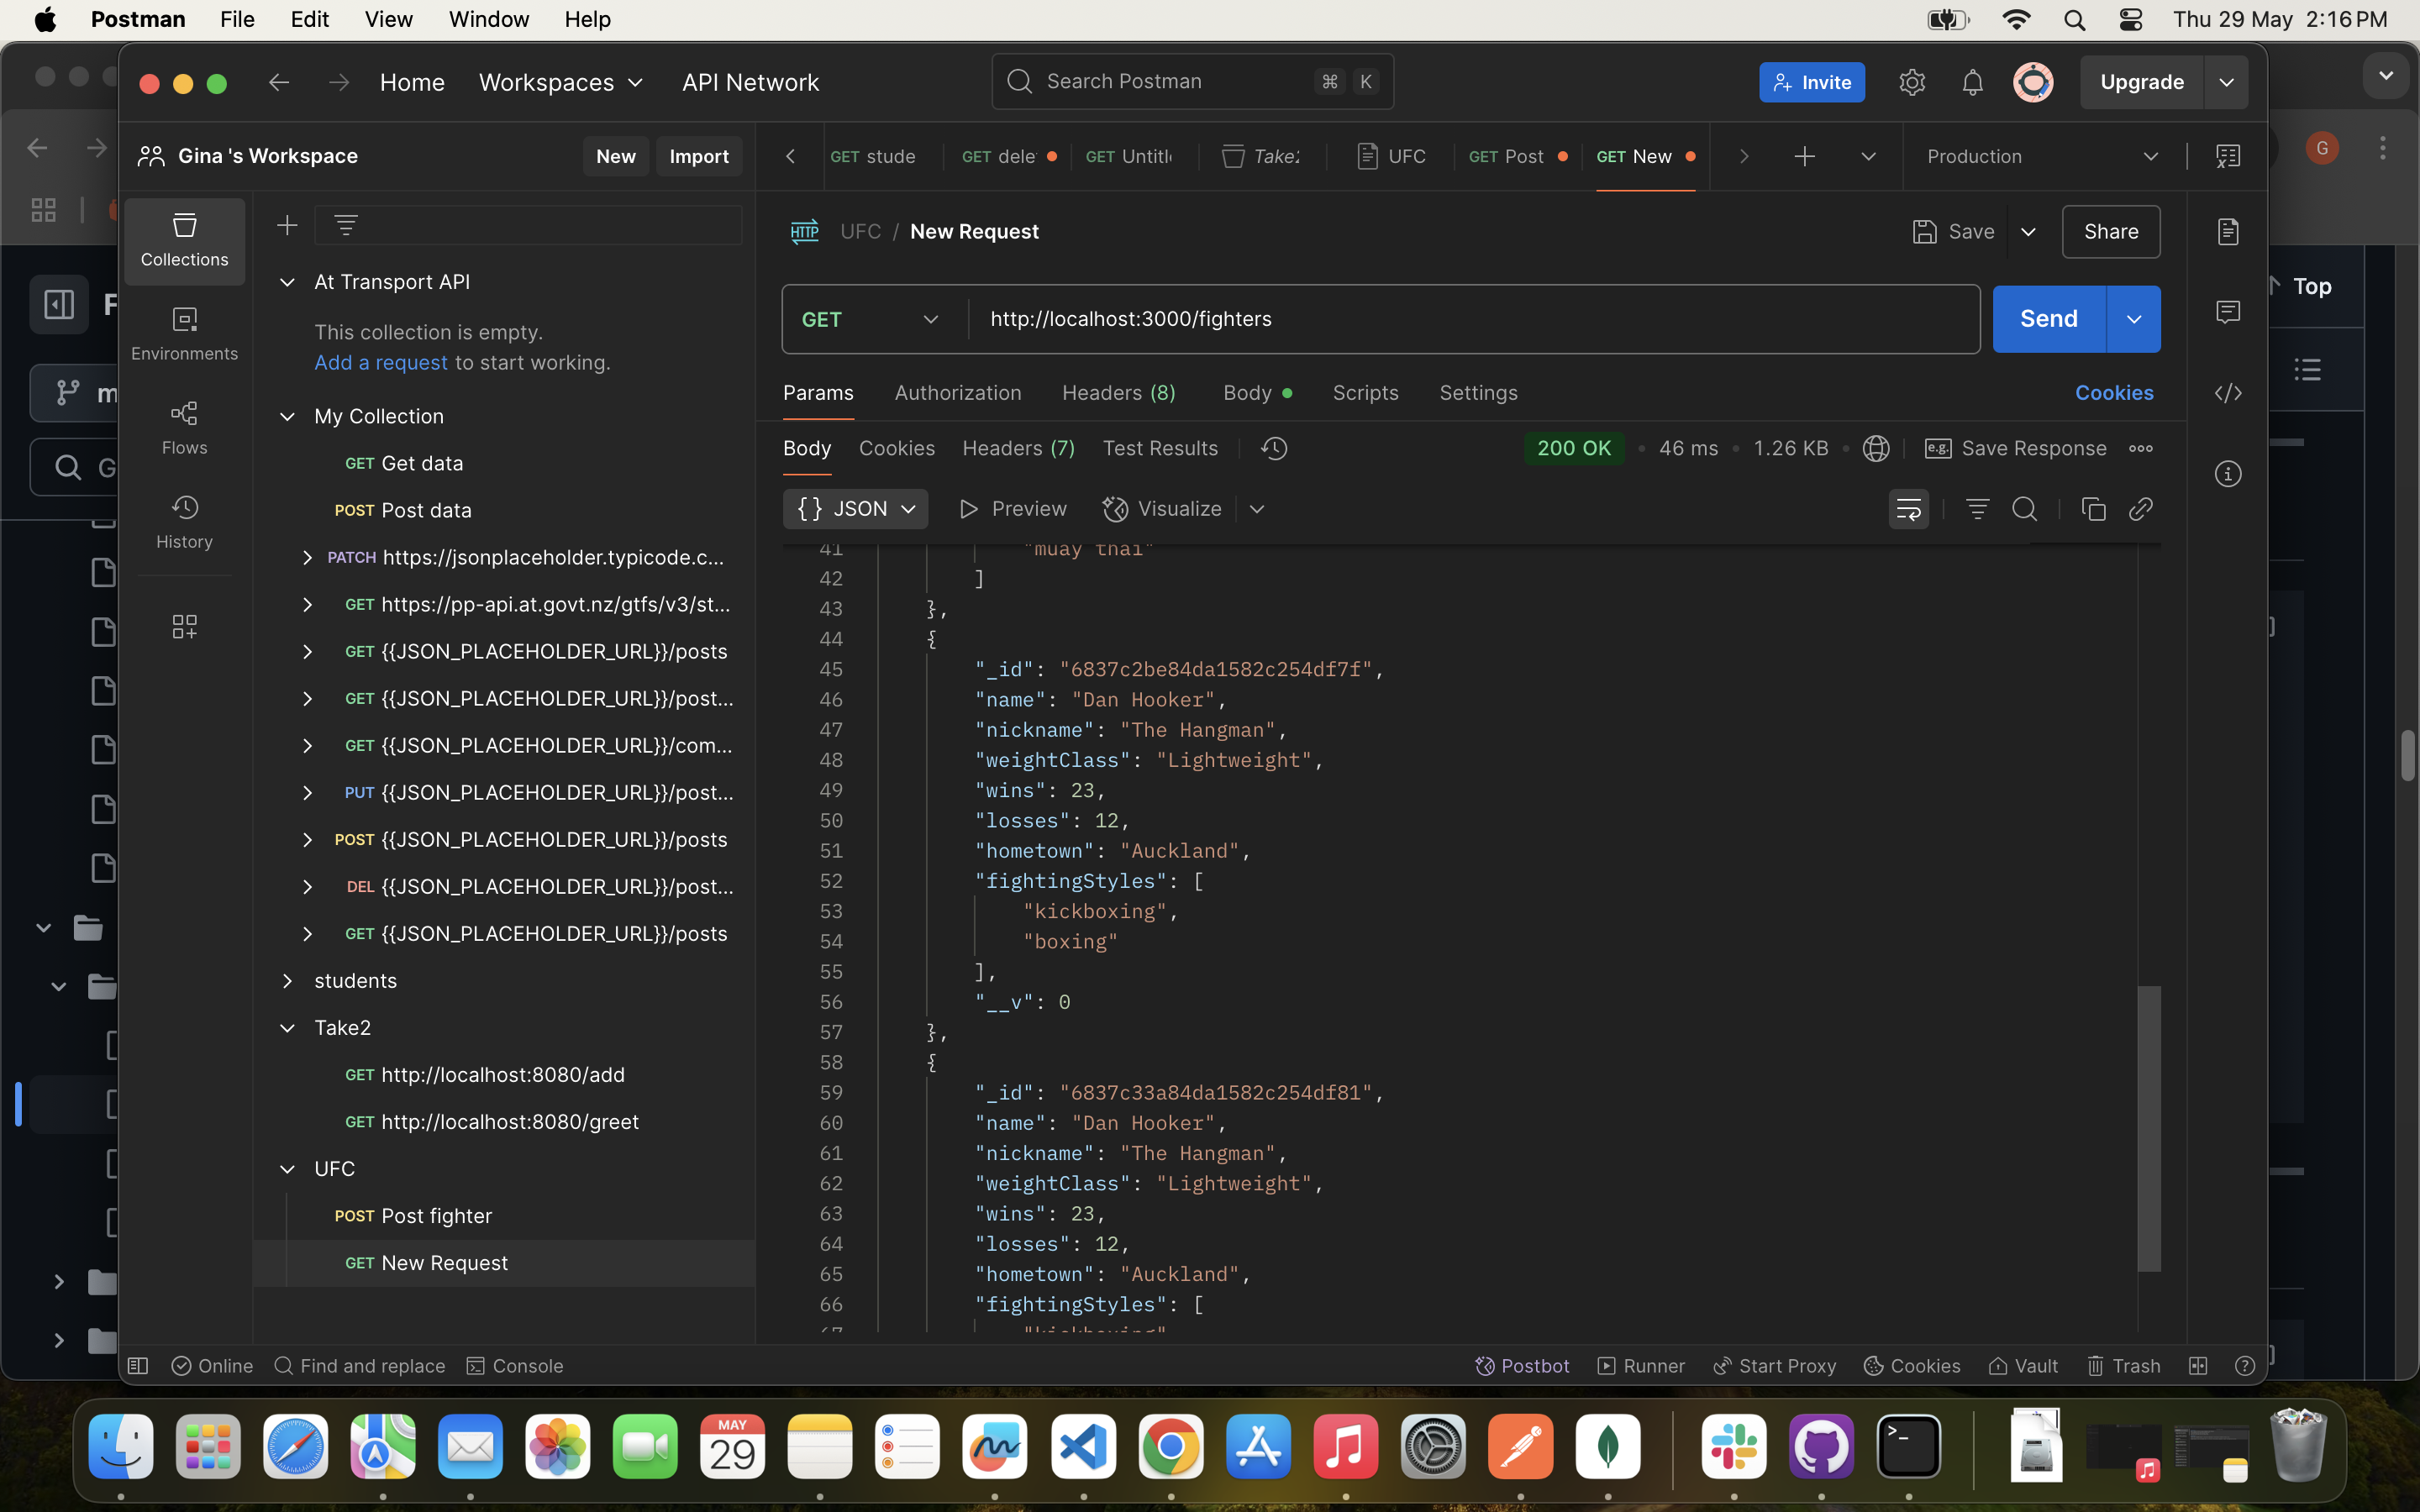 Postman File Edit View Window Help
Thu 29 May 2:16 PM
Home Workspaces API Network
Search Postman ⌘ K
Invite
Upgrade
Gina 's Workspace
New Import
GET stude
GET dele
GET Untitl
Take2
UFC
GET Post
GET New
Production
G
Collections
Environments
Flows
History
At Transport API
This collection is empty.
Add a request to start working.
My Collection
GET Get data
POST Post data
PATCH https://jsonplaceholder.typicode.c...
GET https://pp-api.at.govt.nz/gtfs/v3/st...
GET {{JSON_PLACEHOLDER_URL}}/posts
GET {{JSON_PLACEHOLDER_URL}}/post...
GET {{JSON_PLACEHOLDER_URL}}/com...
PUT {{JSON_PLACEHOLDER_URL}}/post...
POST {{JSON_PLACEHOLDER_URL}}/posts
DEL {{JSON_PLACEHOLDER_URL}}/post...
GET {{JSON_PLACEHOLDER_URL}}/posts
students
Take2
GET http://localhost:8080/add
GET http://localhost:8080/greet
UFC
POST Post fighter
GET New Request
HTTP UFC / New Request
Save
Share
GET http://localhost:3000/fighters
Send
Params Authorization Headers (8) Body Scripts Settings
Cookies
Body Cookies Headers (7) Test Results
200 OK • 46 ms • 1.26 KB
e.g. Save Response
{} JSON Preview Visualize
41 "muay thai"
42 ]
43 },
44 {
45 "_id": "6837c2be84da1582c254df7f",
46 "name": "Dan Hooker",
47 "nickname": "The Hangman",
48 "weightClass": "Lightweight",
49 "wins": 23,
50 "losses": 12,
51 "hometown": "Auckland",
52 "fightingStyles": [
53 "kickboxing",
54 "boxing"
55 ],
56 "__v": 0
57 },
58 {
59 "_id": "6837c33a84da1582c254df81",
60 "name": "Dan Hooker",
61 "nickname": "The Hangman",
62 "weightClass": "Lightweight",
63 "wins": 23,
64 "losses": 12,
65 "hometown": "Auckland",
66 "fightingStyles": [
67 "kickboxing"
Top
Online Find and replace Console
Postbot Runner Start Proxy Cookies Vault Trash
MAY
29